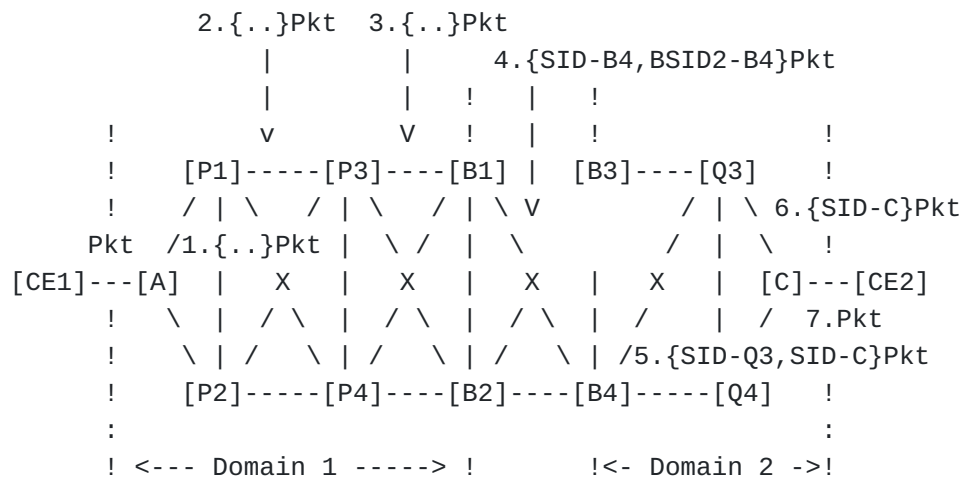 2.{..}Pkt  3.{..}Pkt
|        |     4.{SID-B4,BSID2-B4}Pkt
|        |   !   |   !
!         v        V   !   |   !              !
!    [P1]-----[P3]----[B1] |  [B3]----[Q3]    !
!    / | \   / | \   / | \ V         / | \ 6.{SID-C}Pkt
Pkt  /1.{..}Pkt |  \ /  |  \         /  |  \   !
[CE1]---[A]  |   X   |   X   |   X   |   X   |  [C]---[CE2]
!   \  |  / \  |  / \  |  / \  |  /    |  /  7.Pkt
!    \ | /   \ | /   \ | /   \ | /5.{SID-Q3,SID-C}Pkt
!    [P2]-----[P4]----[B2]----[B4]-----[Q4]   !
:                                             :
! <--- Domain 1 -----> !       !<- Domain 2 ->!